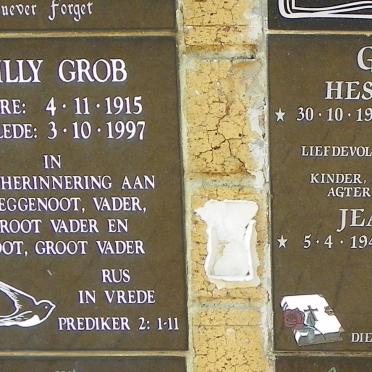 never Forget
ILLY GROB
RE: 4 · 11 · 1915
LEDE: 3 · 10 · 1997
IN
HERINNERING AAN
EGGENOOT, VADER,
ROOT VADER EN
OOT, GROOT VADER
RUS
IN VREDE
PREDIKER 2: 1-11
G
HES
30 · 10 · 19
LIEFDEVOL
KINDER,
AGTER
JEA
5 · 4 · 194
DIE